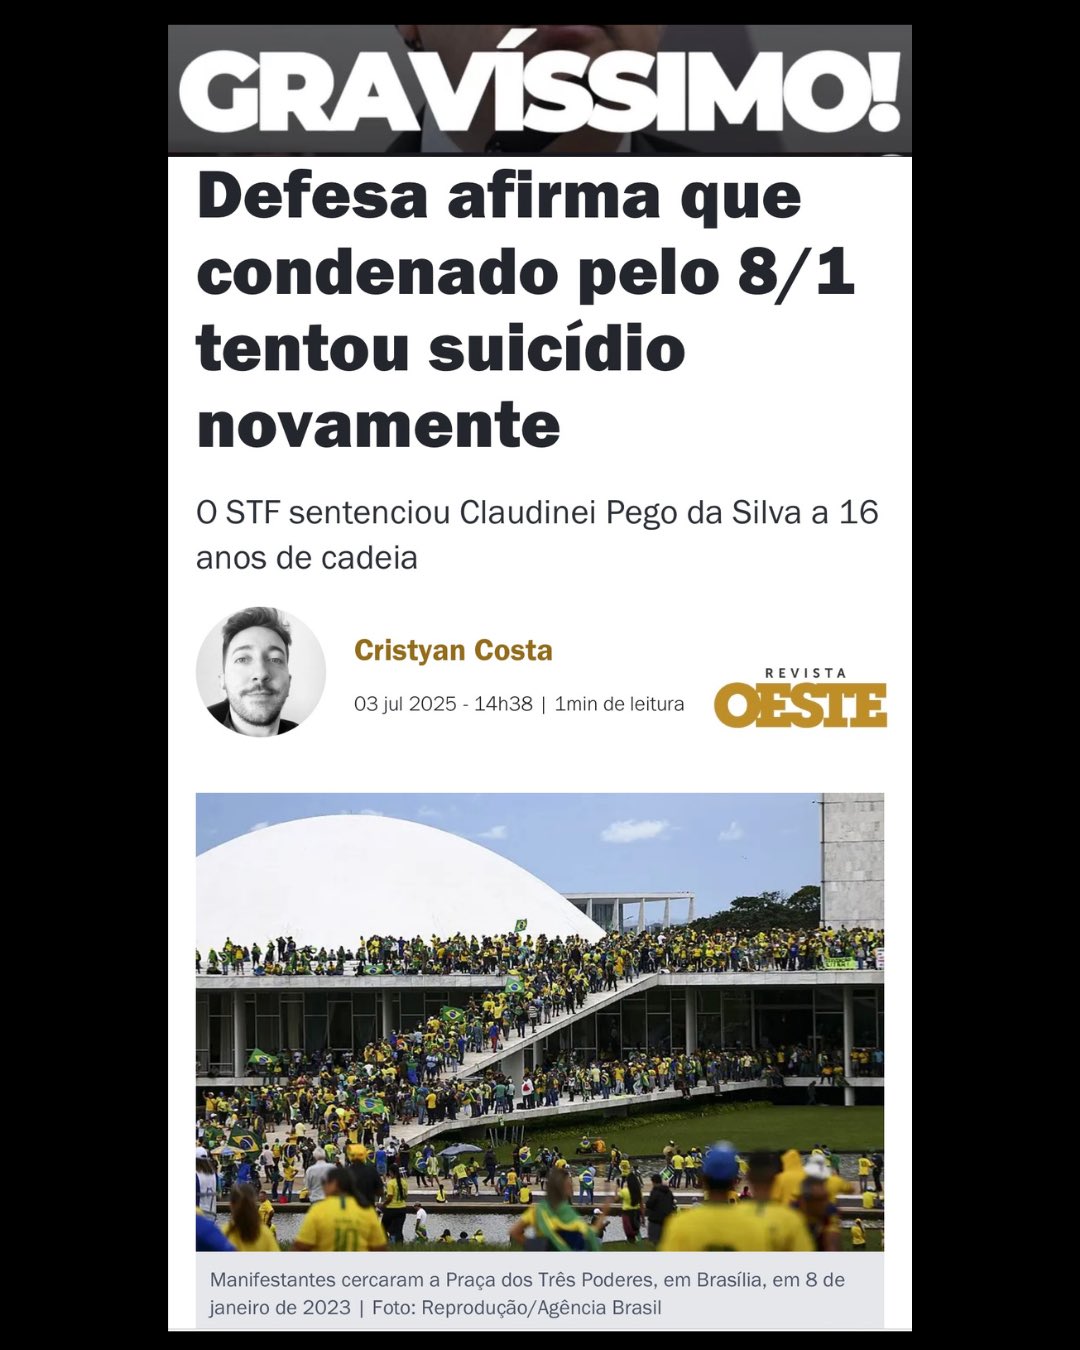 GRAVÍSSIMO!
Defesa afirma que
condenado pelo 8/1
tentou suicídio
novamente
O STF sentenciou Claudinei Pego da Silva a 16
anos de cadeia
Cristyan Costa
03 jul 2025 - 14h38 | 1min de leitura
REVISTA
OESTE
Manifestantes cercaram a Praça dos Três Poderes, em Brasília, em 8 de
janeiro de 2023 | Foto: Reprodução/Agência Brasil